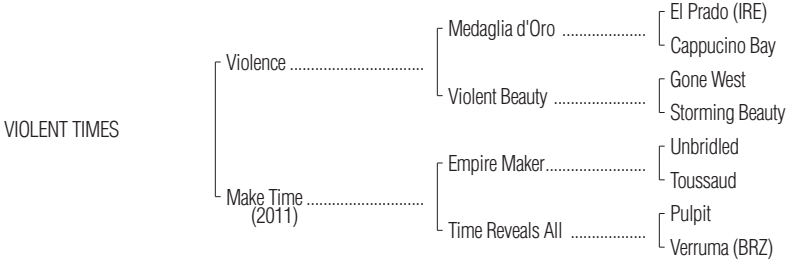 El Prado (IRE)
Medaglia d'Oro ....................
Cappucino Bay
Violence ................................
Gone West
Violent Beauty ......................
Storming Beauty
VIOLENT TIMES
Unbridled
Empire Maker........................
Toussaud
Make Time ............................
(2011)
Pulpit
Time Reveals All ..................
Verruma (BRZ)